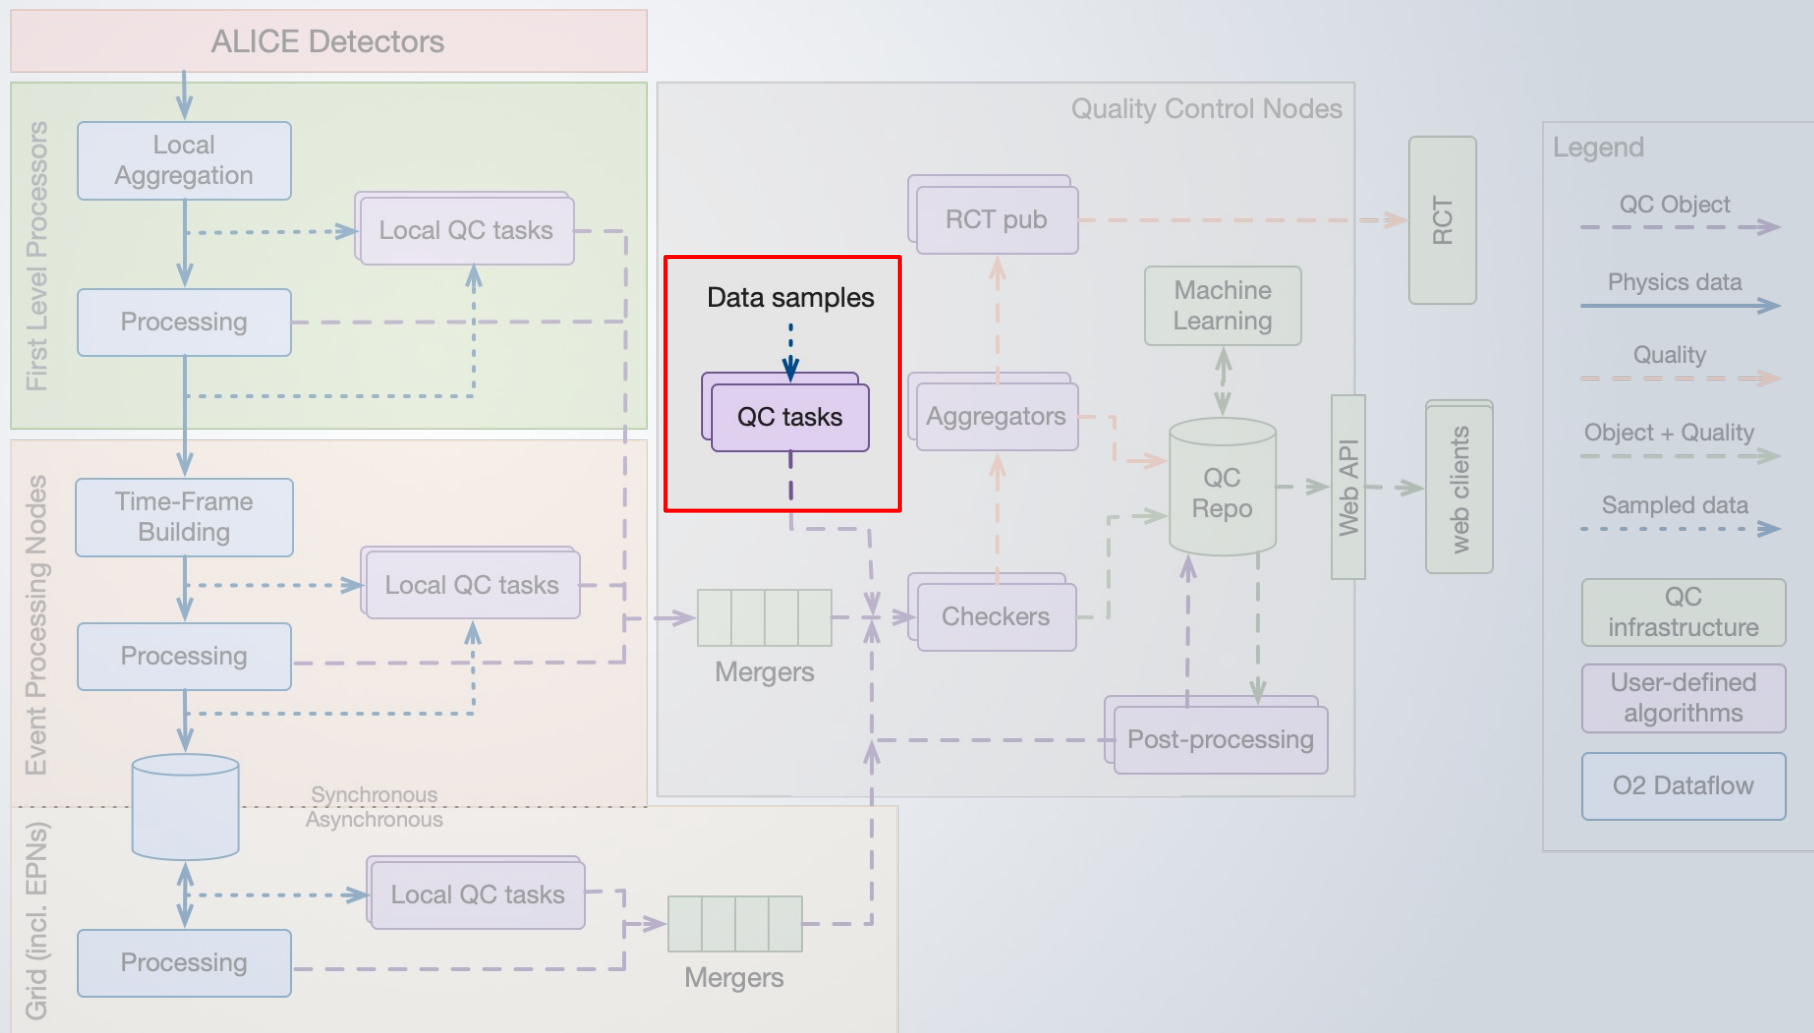 ALICE Detectors
First Level Processors
Local
Aggregation
Local QC tasks
Processing
Event Processing Nodes
Time-Frame
Building
Local QC tasks
Processing
Synchronous
Asynchronous
Grid (incl. EPNs)
Local QC tasks
Processing
Mergers
Quality Control Nodes
Data samples
QC tasks
Mergers
RCT pub
Aggregators
Checkers
Machine
Learning
QC
Repo
Post-processing
Web API
RCT
web clients
Legend
QC Object
Physics data
Quality
Object + Quality
Sampled data
QC
infrastructure
User-defined
algorithms
O2 Dataflow